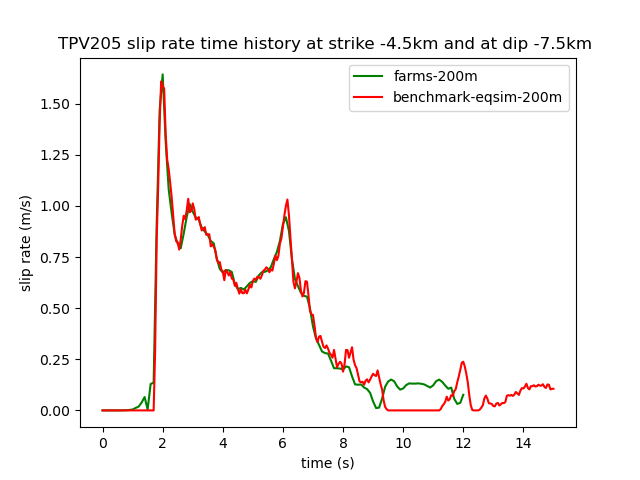 TPV205 slip rate time history at strike -4.5km and at dip -7.5km
farms-200m
benchmark-eqsim-200m
slip rate (m/s)
1.50
1.25
1.00
0.75
0.50
0.25
0.00
0 2 4 6 8 10 12 14
time (s)